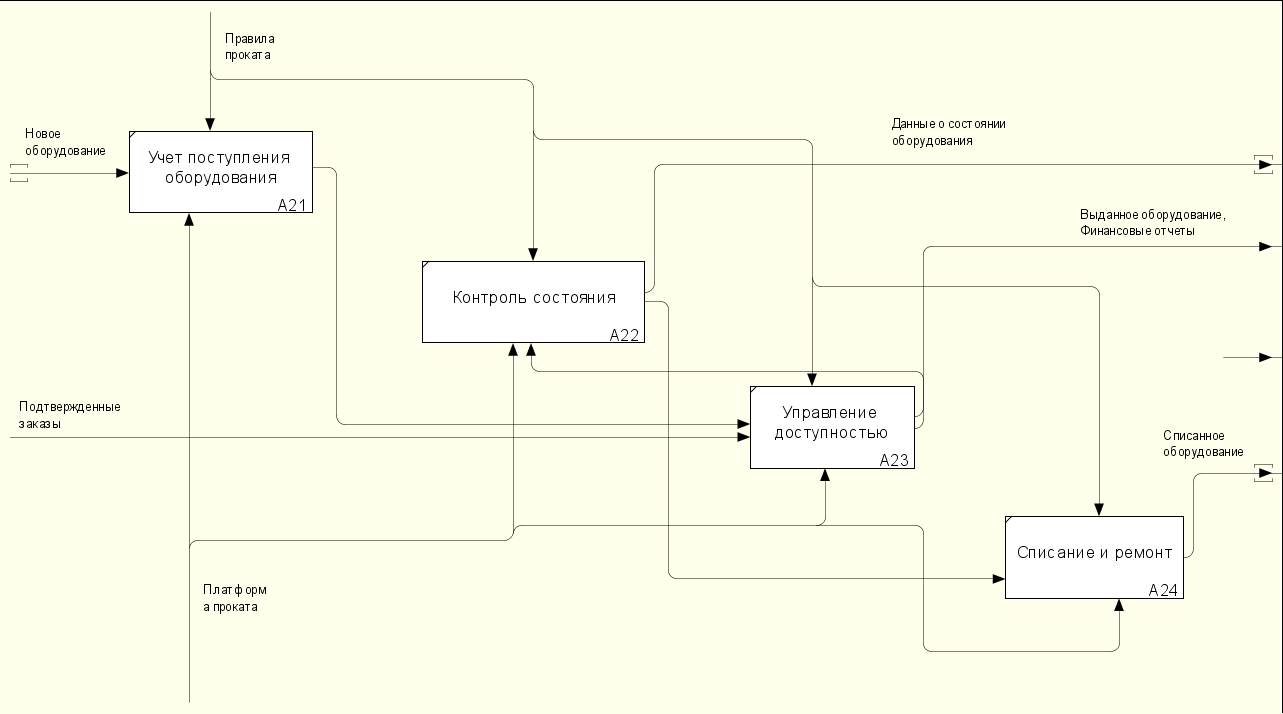 Правила
проката
Новое
оборудование
Учет поступления
оборудования
A21
Данные о состоянии
оборудования
Выданное оборудование,
Финансовые отчеты
Контроль состояния
A22
Подтвержденные
заказы
Управление
доступностью
A23
Списанное
оборудование
Списание и ремонт
A24
Платформ
а проката